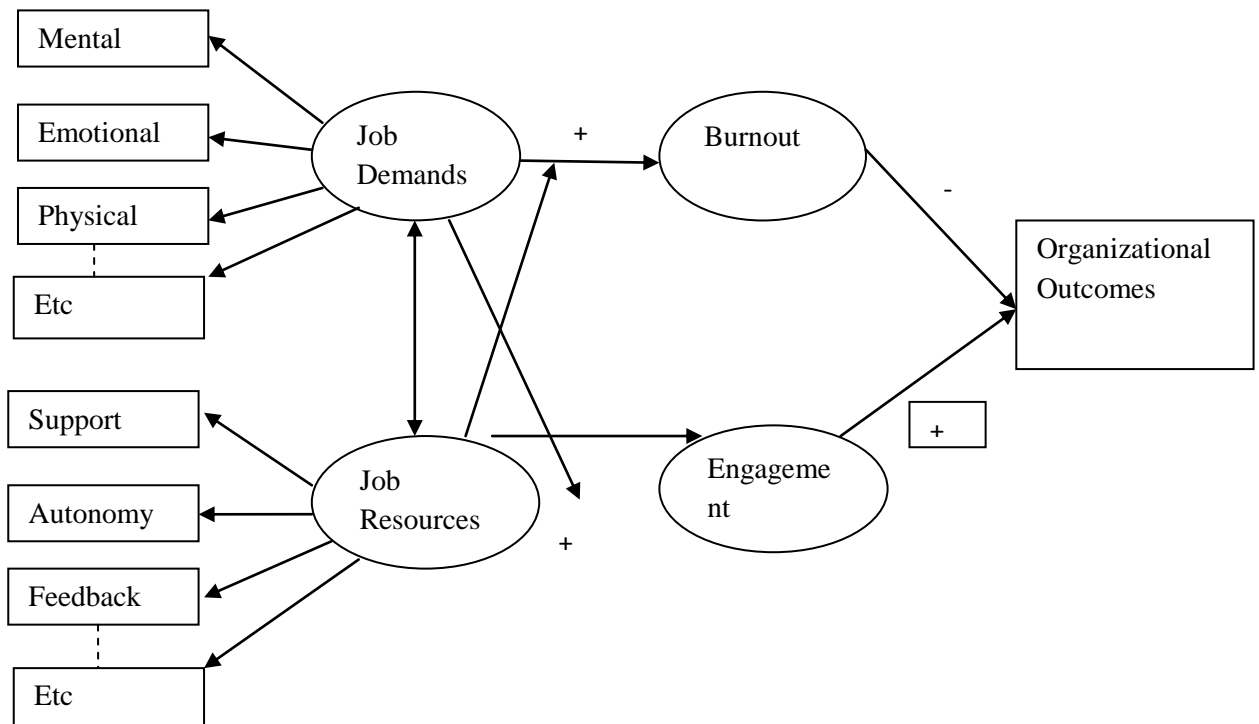 Mental
Emotional
Physical
Etc
Support
Autonomy
Feedback
Etc
Job
Demands
Job
Resources
+
+
Burnout
Engageme
nt
-
+
Organizational
Outcomes